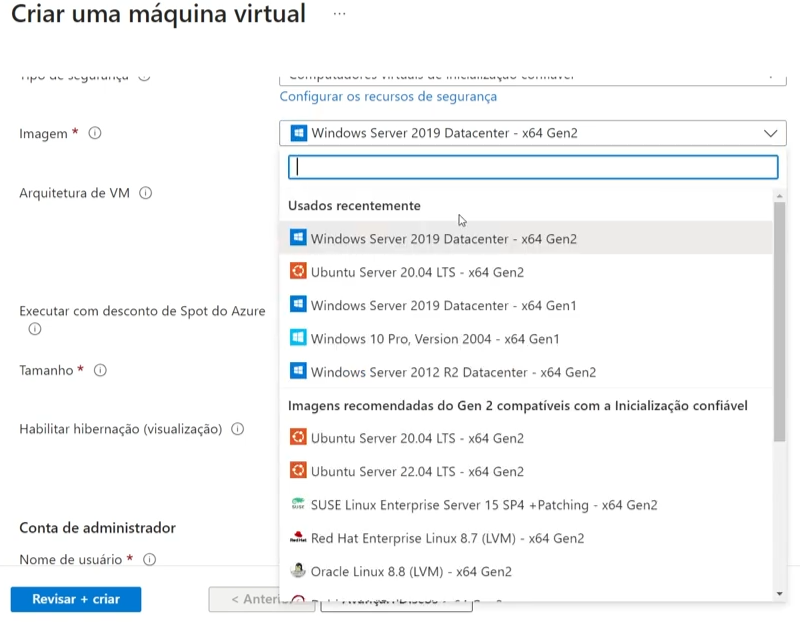 Criar uma máquina virtual ...
Tipo de segurança
Computadores virtuais de inicialização confiável
Configurar os recursos de segurança
Imagem *
Windows Server 2019 Datacenter - x64 Gen2
Arquitetura de VM
Usados recentemente
Windows Server 2019 Datacenter - x64 Gen2
Ubuntu Server 20.04 LTS - x64 Gen2
Windows Server 2019 Datacenter - x64 Gen1
Executar com desconto de Spot do Azure
Windows 10 Pro, Version 2004 - x64 Gen1
Tamanho *
Windows Server 2012 R2 Datacenter - x64 Gen2
Imagens recomendadas do Gen 2 compatíveis com a Inicialização confiável
Habilitar hibernação (visualização)
Ubuntu Server 20.04 LTS - x64 Gen2
Ubuntu Server 22.04 LTS - x64 Gen2
SUSE Linux Enterprise Server 15 SP4 +Patching - x64 Gen2
Conta de administrador
Red Hat Enterprise Linux 8.7 (LVM) - x64 Gen2
Nome de usuário *
Oracle Linux 8.8 (LVM) - x64 Gen2
Revisar + criar
< Anteri